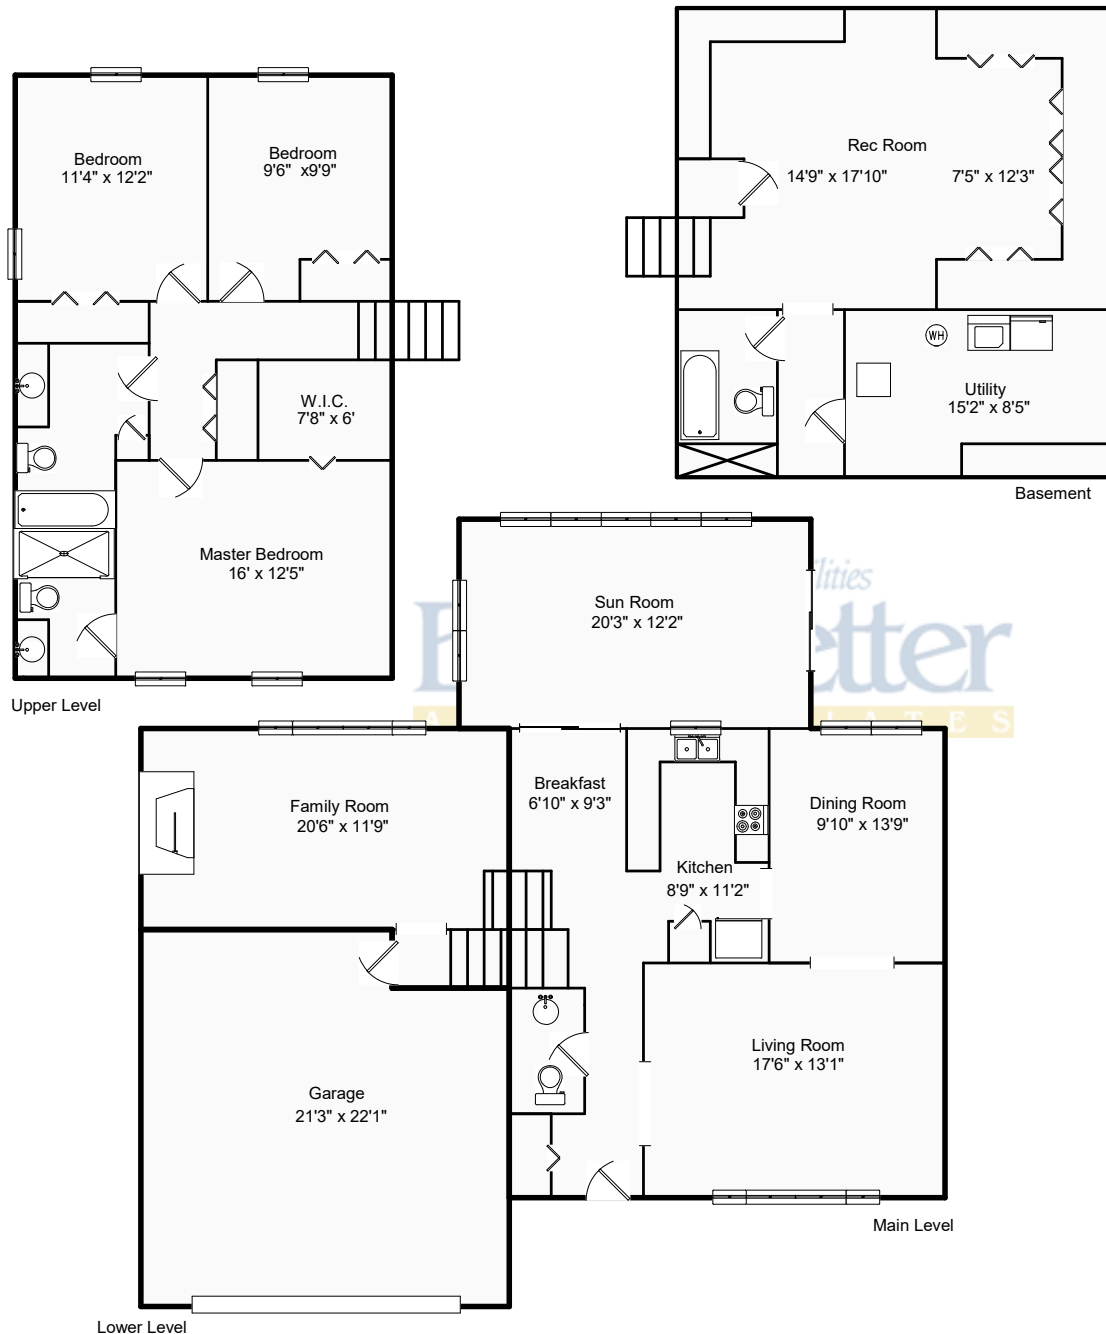 Bedroom
11'4" x 12'2"
Bedroom
9'6" x9'9"
W.I.C.
7'8" x 6'
Master Bedroom
16' x 12'5"
Upper Level
Rec Room
14'9" x 17'10"
7'5" x 12'3"
WH
Utility
15'2" x 8'5"
Basement
Sun Room
20'3" x 12'2"
Family Room
20'6" x 11'9"
Breakfast
6'10" x 9'3"
Kitchen
8'9" x 11'2"
Dining Room
9'10" x 13'9"
Living Room
17'6" x 13'1"
Garage
21'3" x 22'1"
Main Level
Lower Level